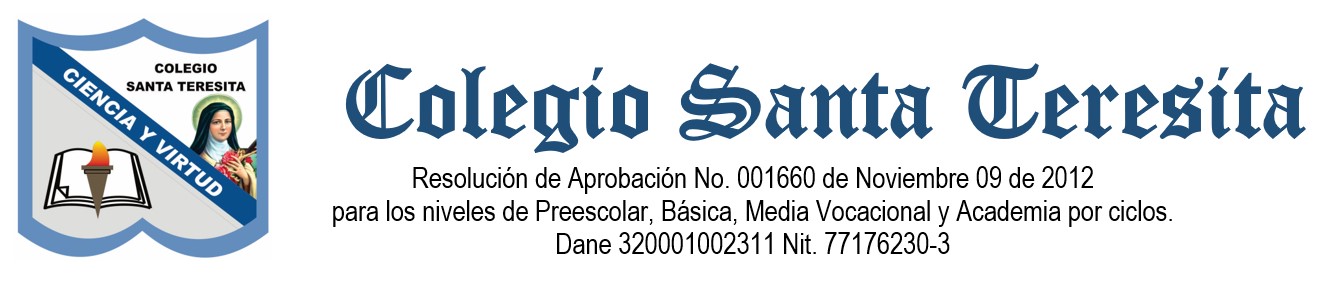 COLEGIO
SANTA TERESITA
CIENCIA Y VIRTUD
Colegio Santa Teresita
Resolución de Aprobación No. 001660 de Noviembre 09 de 2012
para los niveles de Preescolar, Básica, Media Vocacional y Academia por ciclos.
Dane 320001002311 Nit. 77176230-3